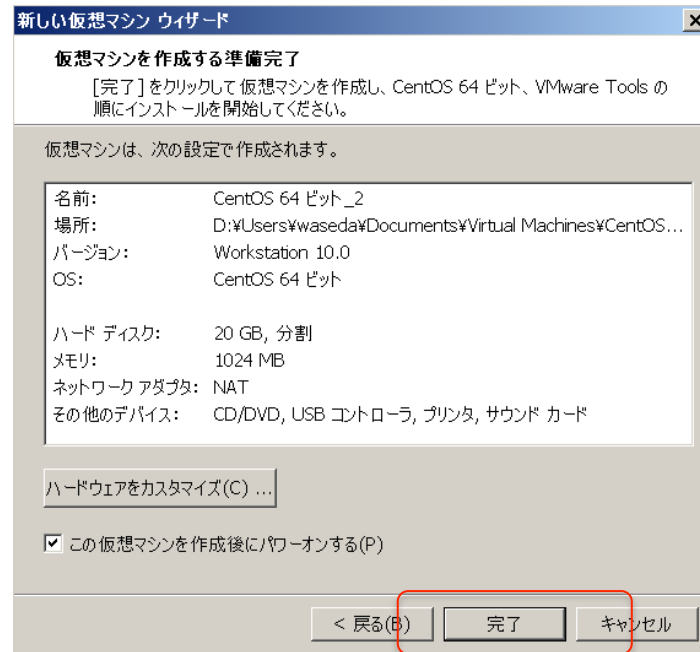 新しい仮想マシン ウィザード
仮想マシンを作成する準備完了
[完了] をクリックして仮想マシンを作成し、CentOS 64 ビット、VMware Tools の
順にインストールを開始してください。
仮想マシンは、次の設定で作成されます。
名前: CentOS 64 ビット_2
場所: D:¥Users¥waseda¥Documents¥Virtual Machines¥CentOS...
バージョン: Workstation 10.0
OS: CentOS 64 ビット
ハード ディスク: 20 GB, 分割
メモリ: 1024 MB
ネットワーク アダプタ: NAT
その他のデバイス: CD/DVD, USB コントローラ, プリンタ, サウンド カード
ハードウェアをカスタマイズ(C) ...
この仮想マシンを作成後にパワーオンする(P)
< 戻る(B) 完了 キャンセル